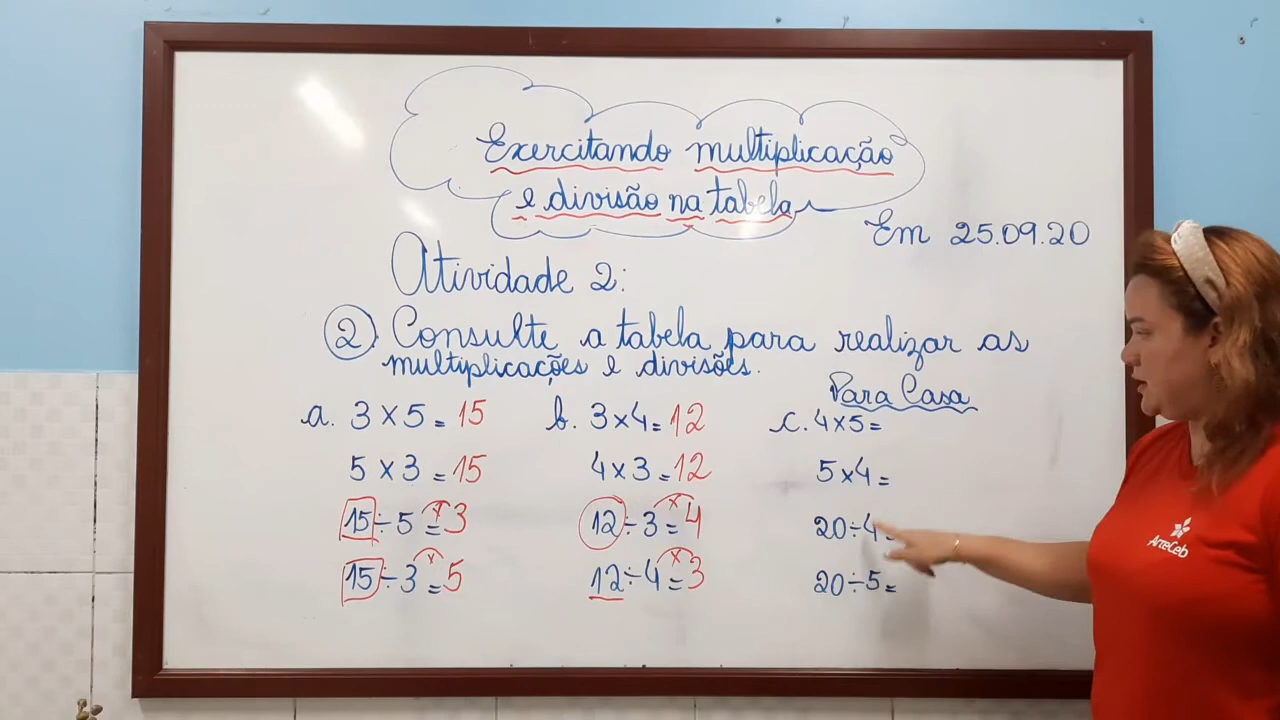 Exercitando multiplicação
e divisão na tabela
Em 25.09.20
Atividade 2:
2 Consulte a tabela para realizar as
multiplicações e divisões.
Para Casa
a. 3 x 5 = 15
5 x 3 = 15
15 ÷ 5 = 3
15 ÷ 3 = 5
b. 3 x 4 = 12
4 x 3 = 12
12 ÷ 3 = 4
12 ÷ 4 = 3
c. 4 x 5 =
5 x 4 =
20 ÷ 4 =
20 ÷ 5 =
ArteCeb